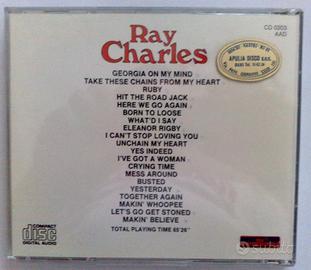 Ray
Charles
CD 0303
AAD
APULIA DISCO s.a.s.
GEORGIA ON MY MIND
TAKE THESE CHAINS FROM MY HEART
RUBY
HIT THE ROAD JACK
HERE WE GO AGAIN
BORN TO LOOSE
WHAT'D I SAY
ELEANOR RIGBY
I CAN'T STOP LOVING YOU
UNCHAIN MY HEART
YES INDEED
I'VE GOT A WOMAN
CRYING TIME
MESS AROUND
BUSTED
YESTERDAY
TOGETHER AGAIN
MAKIN' WHOOPEE
LET'S GO GET STONED
MAKIN' BELIEVE
TOTAL PLAYING TIME 65'26"
COMPACT
disc
DIGITAL AUDIO
subito